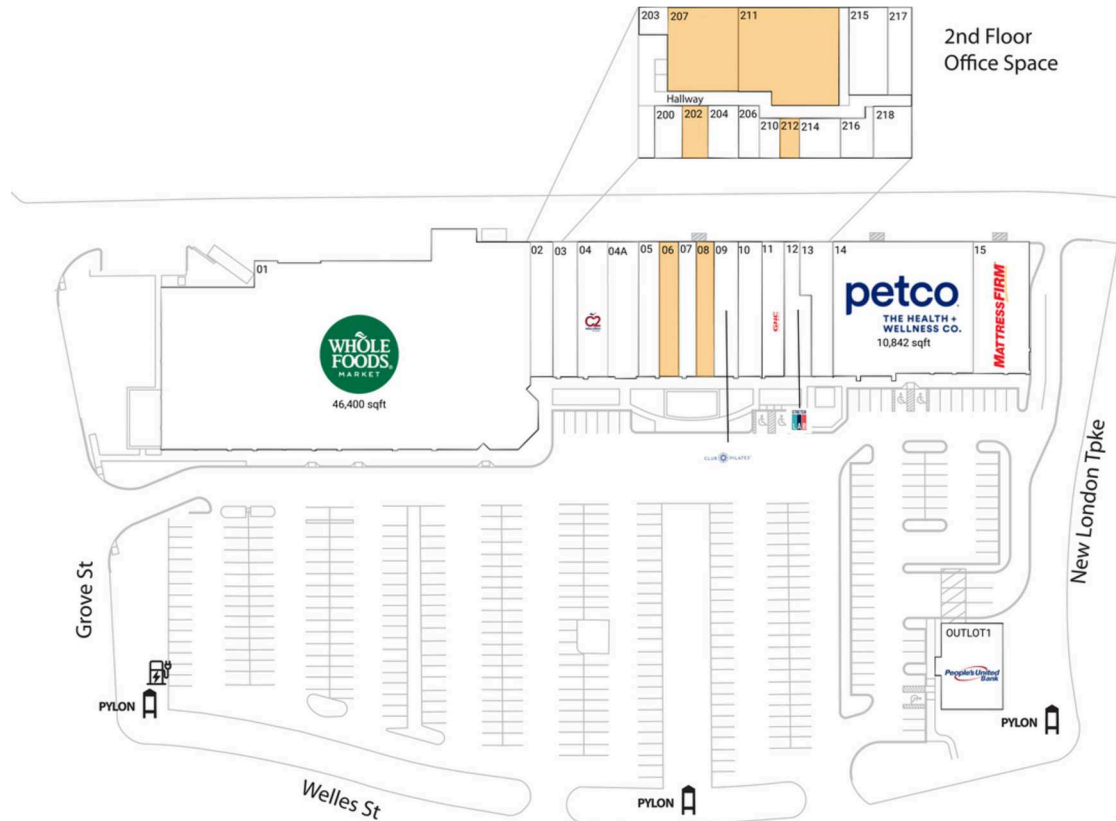 203
207
211
215
217
2nd Floor
Office Space
Hallway
200
202
204
206
210
212
214
216
218
01
02
03
04
04A
05
06
07
08
09
10
11
12
13
14
15
WHOLE
FOODS
MARKET
46,400 sqft
C2
GNC
petco
THE HEALTH +
WELLNESS CO.
10,842 sqft
MATTRESSFIRM
CLUB PILATES
Grove St
New London Tpke
OUTLOT1
People's United
Bank
PYLON
PYLON
PYLON
Welles St